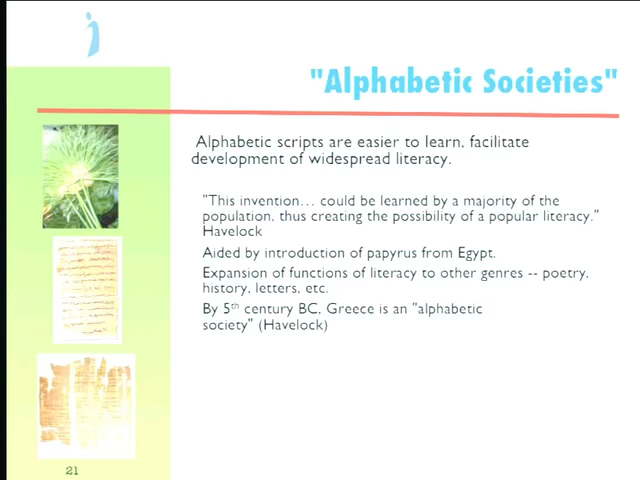 "Alphabetic Societies"
Alphabetic scripts are easier to learn, facilitate
development of widespread literacy.
"This invention... could be learned by a majority of the
population, thus creating the possibility of a popular literacy."
Havelock
Aided by introduction of papyrus from Egypt.
Expansion of functions of literacy to other genres -- poetry,
history, letters, etc.
By 5th century BC, Greece is an "alphabetic
society" (Havelock)
21